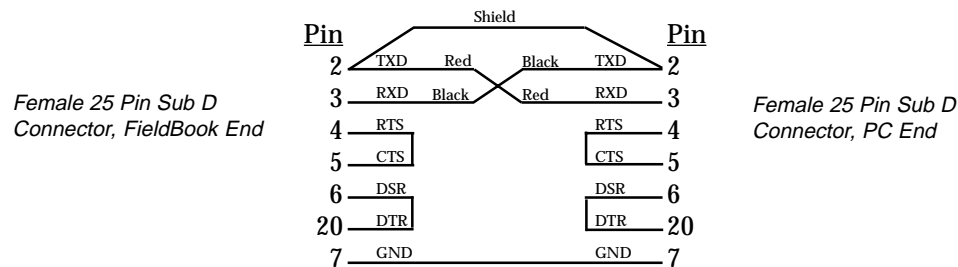 Shield
Pin Pin
2 TXD Red Black TXD 2
3 RXD Black Red RXD 3
Female 25 Pin Sub D
Connector, FieldBook End
Female 25 Pin Sub D
Connector, PC End
4 RTS RTS 4
5 CTS CTS 5
6 DSR DSR 6
20 DTR DTR 20
7 GND GND 7